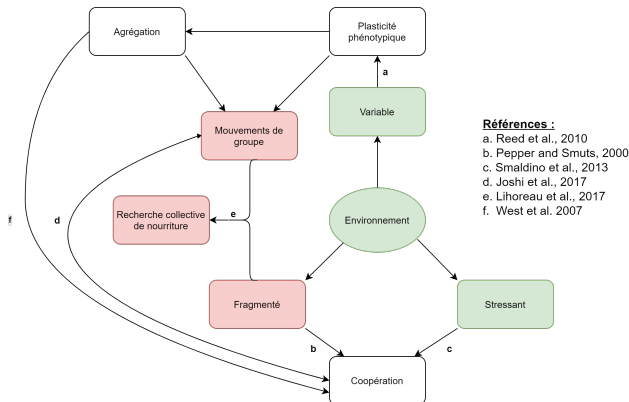 Agrégation
Plasticité
phénotypique
a
Variable
Mouvements de
groupe
Références :
a. Reed et al., 2010
b. Pepper and Smuts, 2000
c. Smaldino et al., 2013
d. Joshi et al., 2017
e. Lihoreau et al., 2017
f. West et al. 2007
f
d
e
Recherche collective
de nourriture
Environnement
Fragmenté
Stressant
b
c
Coopération